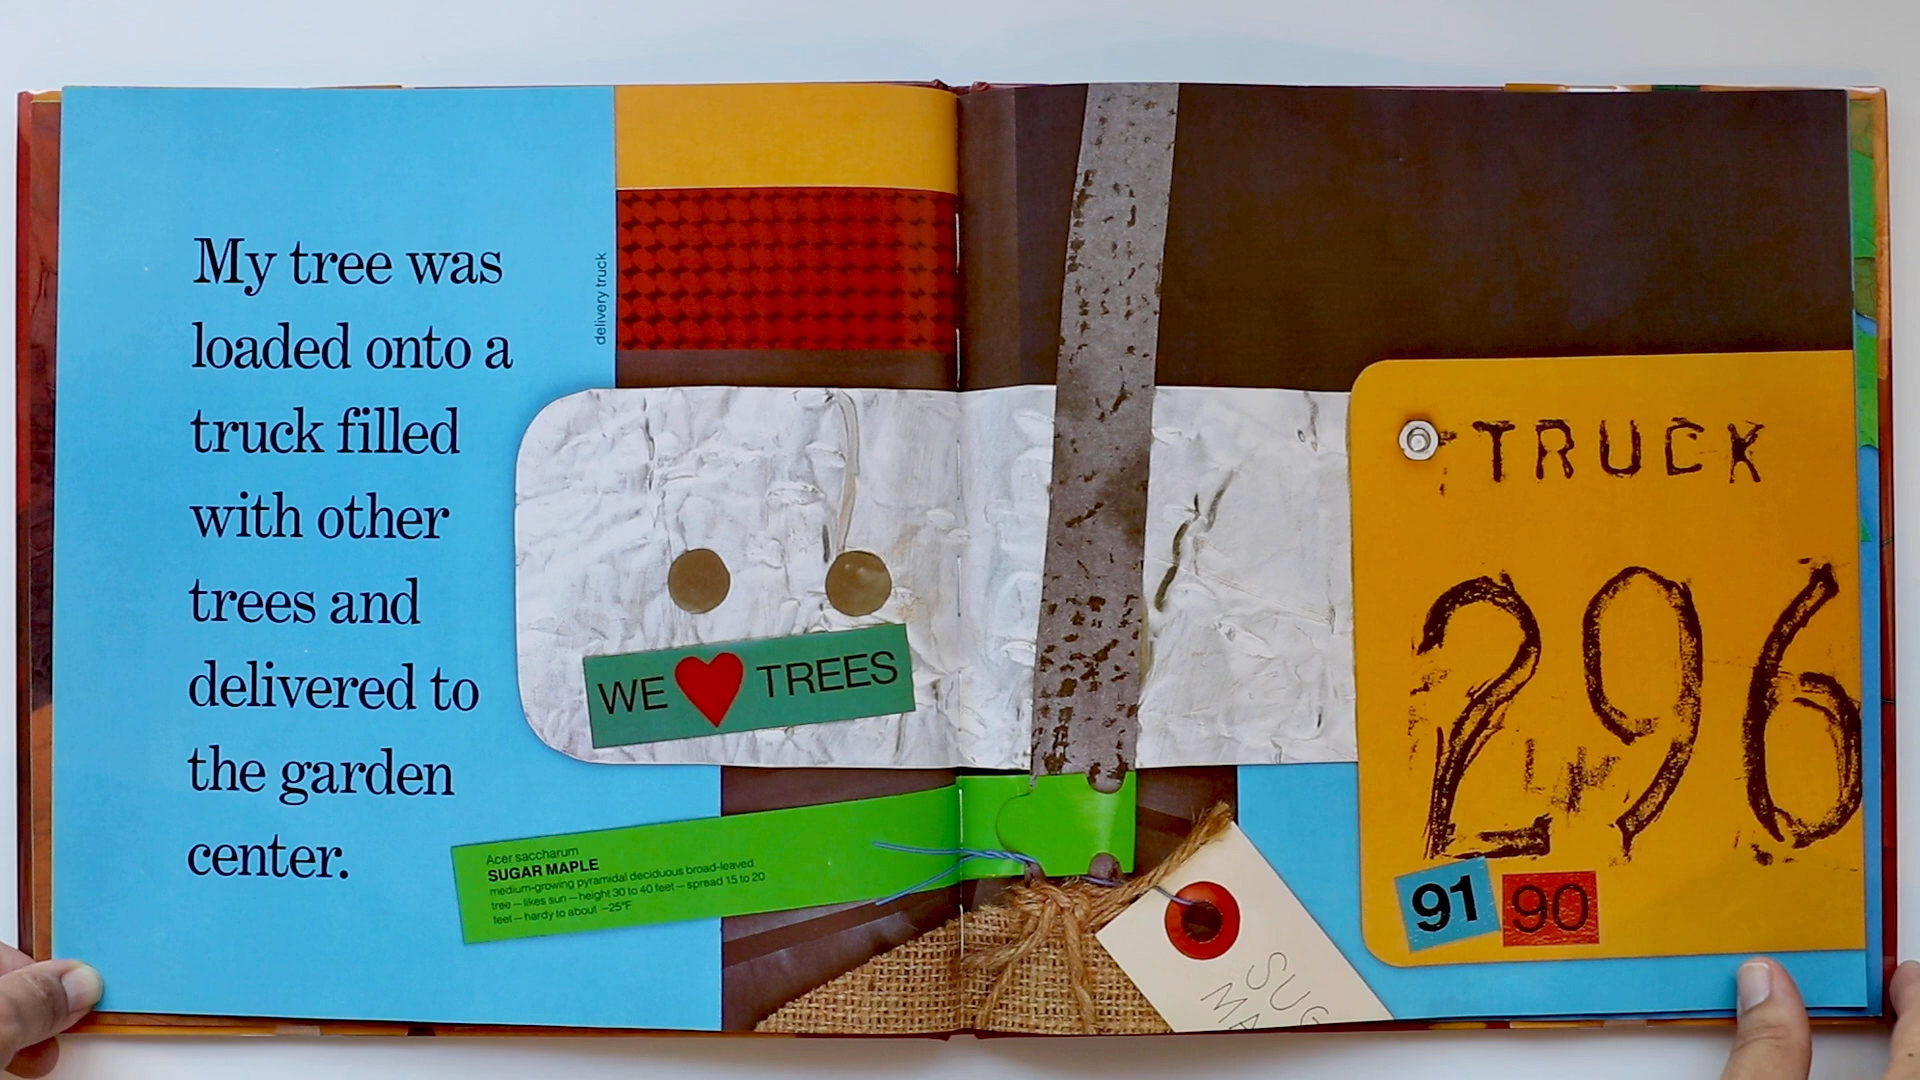 My tree was
loaded onto a
truck filled
with other
trees and
delivered to
the garden
center.
delivery truck
WE ♥ TREES
Acer saccharum
SUGAR MAPLE
medium-growing pyramidal deciduous broad-leaved
tree – likes sun – height 30 to 40 feet – spread 15 to 20
feet – hardy to about –25°F
TRUCK
296
91 90
SUG
MA